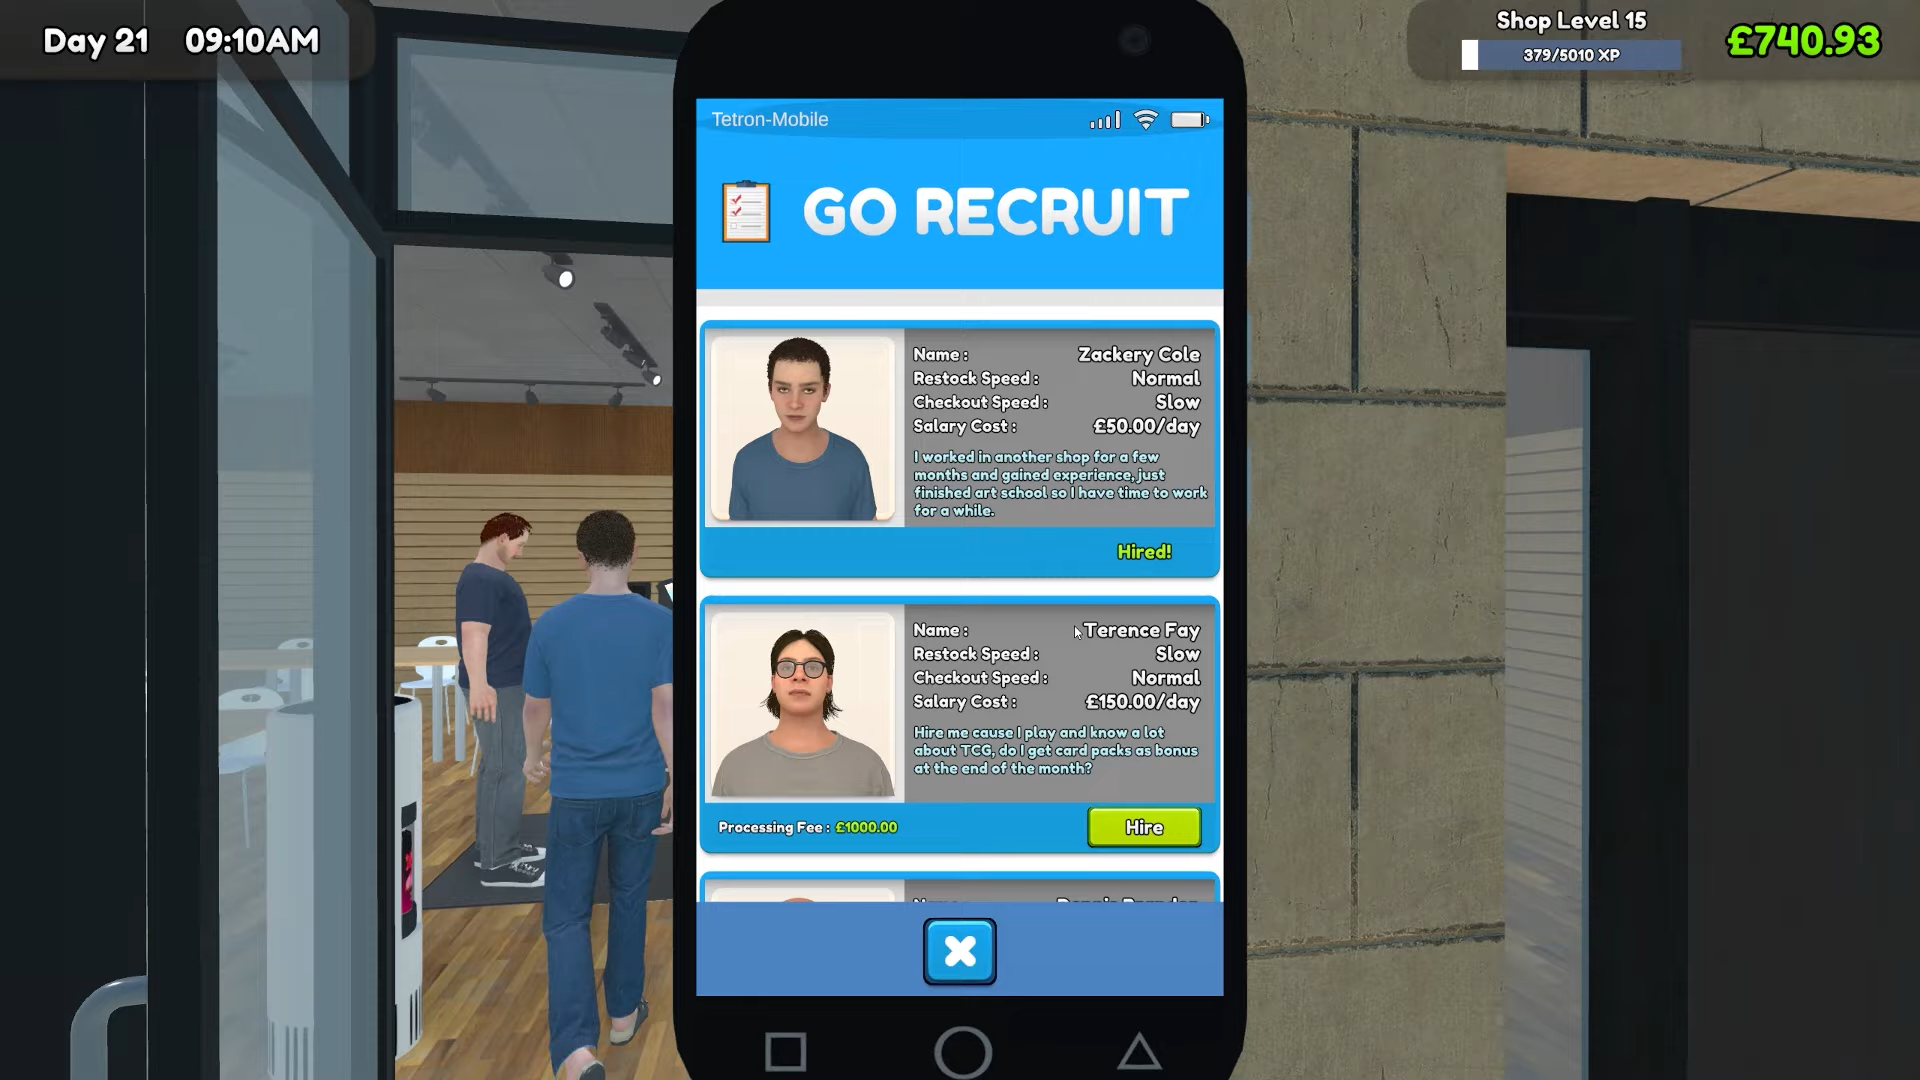 Day 21 09:10AM
Shop Level 15
379/5010 XP
£740.93
Tetron-Mobile
GO RECRUIT
Name : Zackery Cole
Restock Speed : Normal
Checkout Speed : Slow
Salary Cost : £50.00/day
I worked in another shop for a few
months and gained experience, just
finished art school so I have time to work
for a while.
Hired!
Name : Terence Fay
Restock Speed : Slow
Checkout Speed : Normal
Salary Cost : £150.00/day
Hire me cause I play and know a lot
about TCG, do I get card packs as bonus
at the end of the month?
Processing Fee : £1000.00
Hire